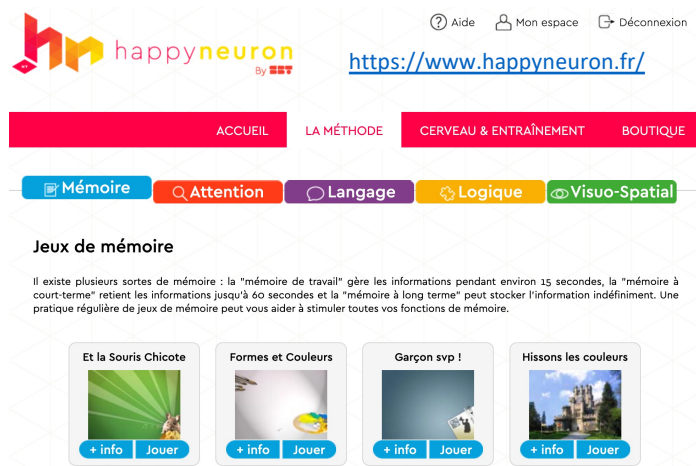 Aide
Mon espace
Déconnexion
happyneuron
By SBT
https://www.happyneuron.fr/
ACCUEIL
LA MÉTHODE
CERVEAU & ENTRAÎNEMENT
BOUTIQUE
Mémoire
Attention
Langage
Logique
Visuo-Spatial
Jeux de mémoire
Il existe plusieurs sortes de mémoire : la "mémoire de travail" gère les informations pendant environ 15 secondes, la "mémoire à
court-terme" retient les informations jusqu'à 60 secondes et la "mémoire à long terme" peut stocker l'information indéfiniment. Une
pratique régulière de jeux de mémoire peut vous aider à stimuler toutes vos fonctions de mémoire.
Et la Souris Chicote
+ info
Jouer
Formes et Couleurs
+ info
Jouer
Garçon svp !
+ info
Jouer
Hissons les couleurs
+ info
Jouer